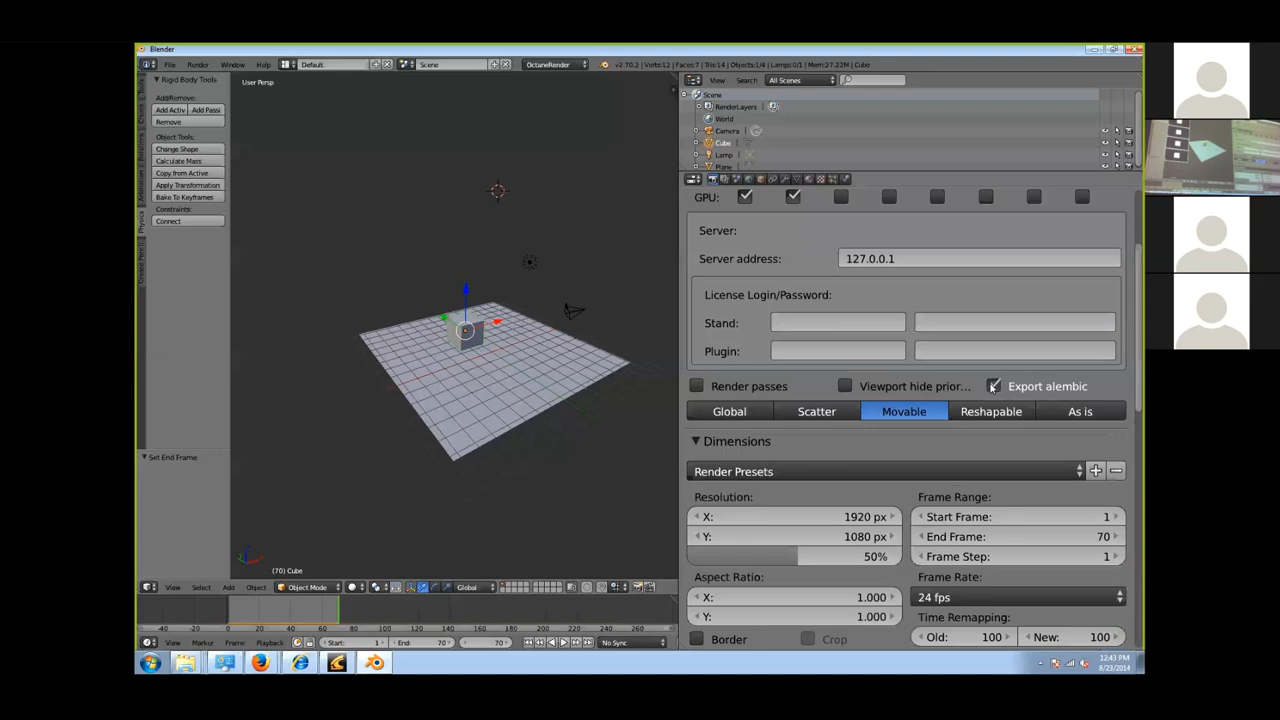 Blender
File Render Window Help Default Scene OctaneRender v2.70.2 | Verts:12 | Faces:7 | Tris:14 | Objects:1/4 | Lamps:0/1 | Mem:27.22M | Cube
Rigid Body Tools
Add/Remove:
Add Activ Add Passi
Remove
Object Tools:
Change Shape
Calculate Mass
Copy from Active
Apply Transformation
Bake To Keyframes
Constraints:
Connect
Set End Frame
User Persp
(70) Cube
View Select Add Object Object Mode Global
-40 -20 0 20 40 60 80 100 120 140 160 180 200 220 240 260
View Marker Frame Playback Start: 1 End: 70 70 No Sync
View Search All Scenes
Scene
RenderLayers
World
Camera
Cube
Lamp
Plane
GPU:
Server:
Server address: 127.0.0.1
License Login/Password:
Stand:
Plugin:
Render passes Viewport hide prior... Export alembic
Global Scatter Movable Reshapable As is
Dimensions
Render Presets
Resolution: Frame Range:
X: 1920 px Start Frame: 1
Y: 1080 px End Frame: 70
50% Frame Step: 1
Aspect Ratio: Frame Rate:
X: 1.000 24 fps
Y: 1.000 Time Remapping:
Border Crop Old: 100 New: 100
12:43 PM
8/23/2014